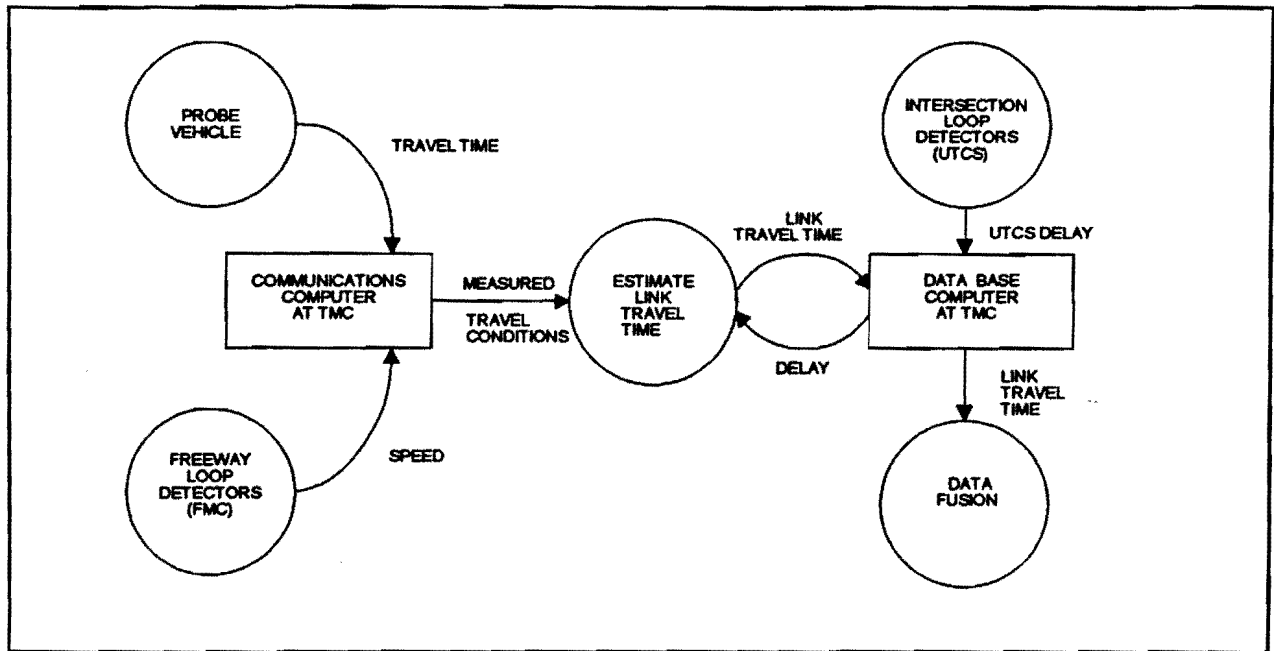 PROBE
VEHICLE
TRAVEL TIME
INTERSECTION
LOOP
DETECTORS
(UTCS)
UTCS DELAY
COMMUNICATIONS
COMPUTER
AT TMC
MEASURED
TRAVEL
CONDITIONS
ESTIMATE
LINK
TRAVEL
TIME
LINK
TRAVEL TIME
DELAY
DATA BASE
COMPUTER
AT TMC
LINK
TRAVEL
TIME
FREEWAY
LOOP
DETECTORS
(FMC)
SPEED
DATA
FUSION